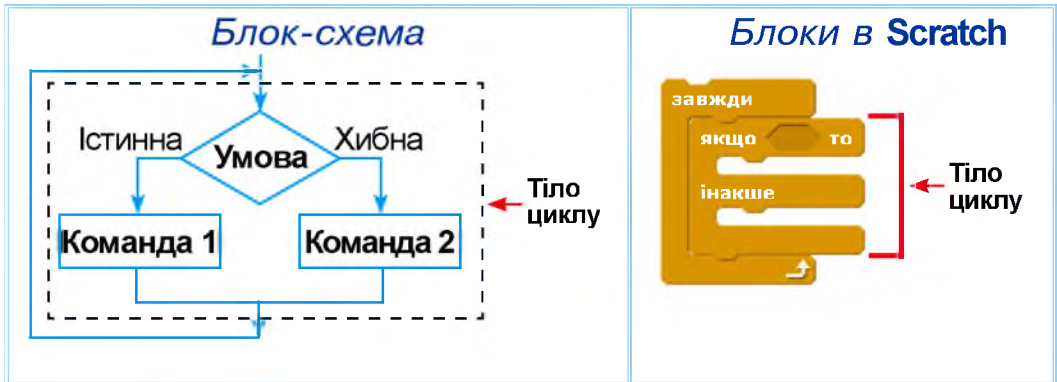 Блок-схема
Істинна
Хибна
Умова
Команда 1
Команда 2
Тіло
циклу
Блоки в Scratch
завжди
якщо то
інакше
Тіло
циклу